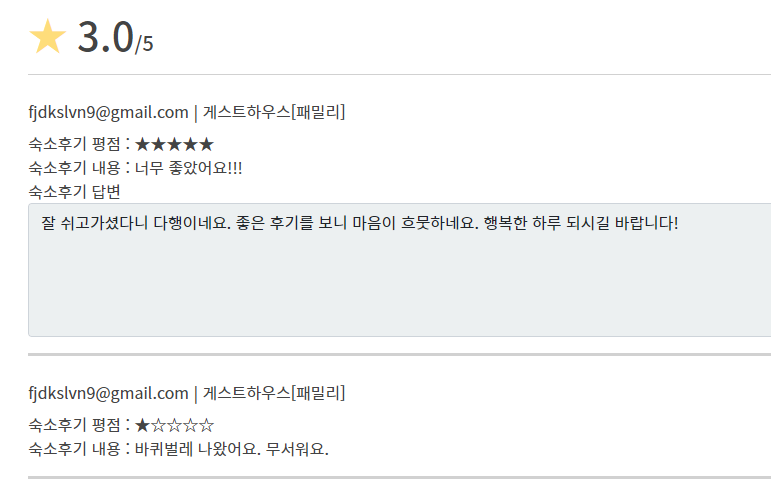 ★ 3.0/5
fjdkslvn9@gmail.com | 게스트하우스[패밀리]
숙소후기 평점 : ★★★★★
숙소후기 내용 : 너무 좋았어요!!!
숙소후기 답변
잘 쉬고가셨다니 다행이네요. 좋은 후기를 보니 마음이 흐뭇하네요. 행복한 하루 되시길 바랍니다!
fjdkslvn9@gmail.com | 게스트하우스[패밀리]
숙소후기 평점 : ★☆☆☆☆
숙소후기 내용 : 바퀴벌레 나왔어요. 무서워요.